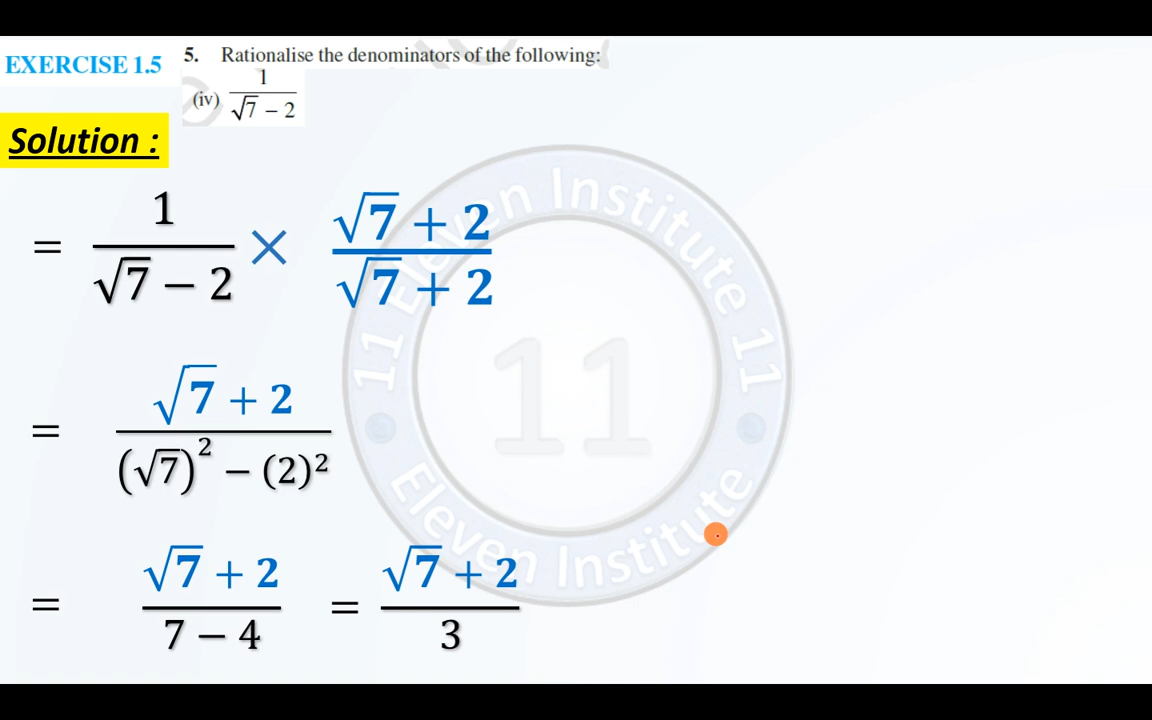 EXERCISE 1.5
5. Rationalise the denominators of the following:
(iv) 1/(√7 – 2)
Solution :
= 1/(√7 − 2) × (√7 + 2)/(√7 + 2)
= (√7 + 2)/((√7)² − (2)²)
= (√7 + 2)/(7 − 4) = (√7 + 2)/3
11 Eleven Institute 11
11
Eleven Institute